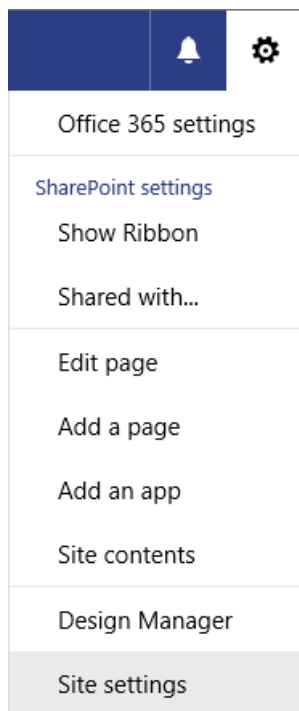 Office 365 settings
SharePoint settings
Show Ribbon
Shared with...
Edit page
Add a page
Add an app
Site contents
Design Manager
Site settings